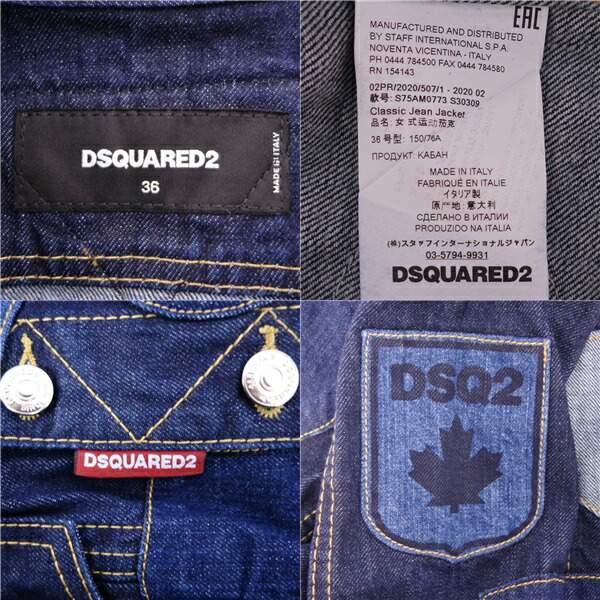 DSQUARED2
36
MADE IN ITALY
EAC
MANUFACTURED AND DISTRIBUTED
BY STAFF INTERNATIONAL S.P.A.
NOVENTA VICENTINA - ITALY
PH 0444 784500 FAX 0444 784580
RN 154143
02PR/2020/507/1 - 2020 02
款号: S75AM0773 S30309
Classic Jean Jacket
品名: 女式运动茄克
36 号型: 150/76A
ПРОДУКТ: КАБАН
MADE IN ITALY
FABRIQUÉ EN ITALIE
イタリア製
原产地: 意大利
СДЕЛАНО В ИТАЛИИ
PRODUZIDO NA ITALIA
(株)スタッフインターナショナルジャパン
03-5794-9931
DSQUARED2
DSQUARED2
DSQ2